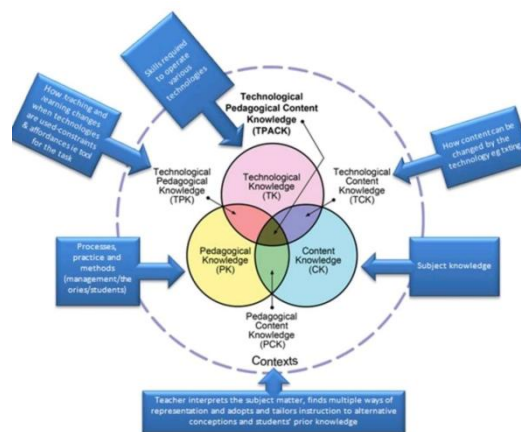 Skills required
to operate
various
technologies
How teaching and
learning changes
when technologies
are used-constraints
& affordances ie tool
for the task
Technological
Pedagogical Content
Knowledge
(TPACK)
How content can be
changed by the
technology eg texting
Technological
Pedagogical
Knowledge
(TPK)
Technological
Knowledge
(TK)
Technological
Content
Knowledge
(TCK)
Processes,
practice and
methods
(management/the
ories/students)
Pedagogical
Knowledge
(PK)
Content
Knowledge
(CK)
Subject knowledge
Pedagogical
Content
Knowledge
(PCK)
Contexts
Teacher interprets the subject matter, finds multiple ways of
representation and adopts and tailors instruction to alternative
conceptions and students' prior knowledge